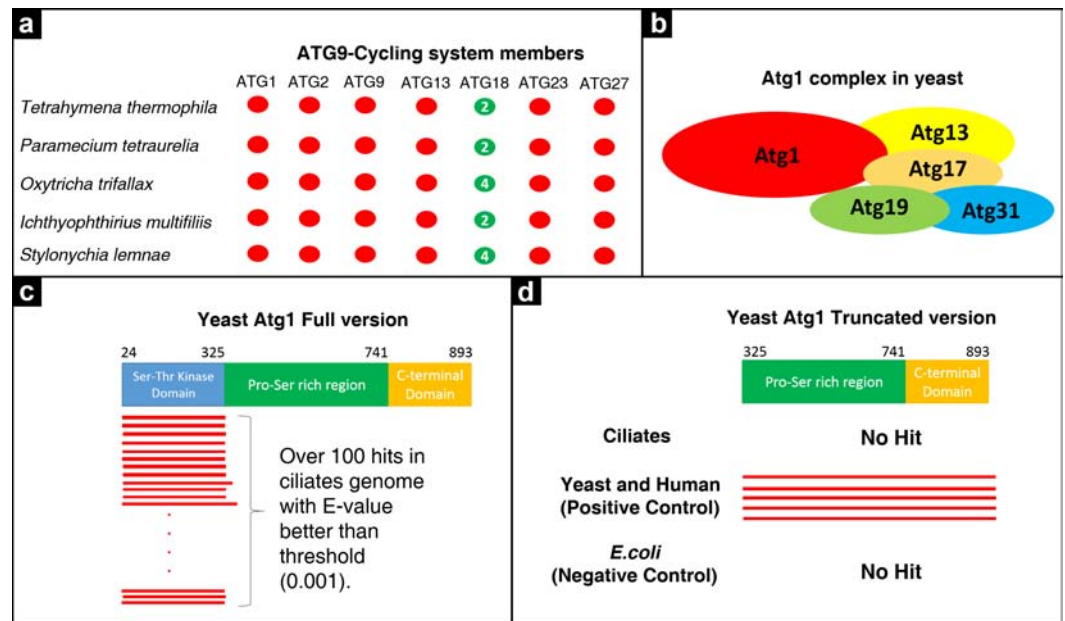 a
ATG9-Cycling system members
ATG1 ATG2 ATG9 ATG13 ATG18 ATG23 ATG27
Tetrahymena thermophila 2
Paramecium tetraurelia 2
Oxytricha trifallax 4
Ichthyophthirius multifiliis 2
Stylonychia lemnae 4
b
Atg1 complex in yeast
Atg1
Atg13
Atg17
Atg19
Atg31
c
Yeast Atg1 Full version
24 325 741 893
Ser-Thr Kinase
Domain
Pro-Ser rich region
C-terminal
Domain
Over 100 hits in
ciliates genome
with E-value
better than
threshold
(0.001).
d
Yeast Atg1 Truncated version
325 741 893
Pro-Ser rich region
C-terminal
Domain
Ciliates No Hit
Yeast and Human
(Positive Control)
E.coli
(Negative Control)
No Hit